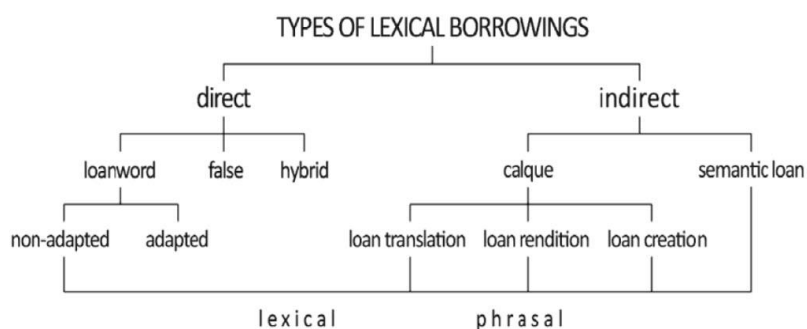 TYPES OF LEXICAL BORROWINGS
direct indirect
loanword false hybrid calque semantic loan
non-adapted adapted loan translation loan rendition loan creation
lexical phrasal